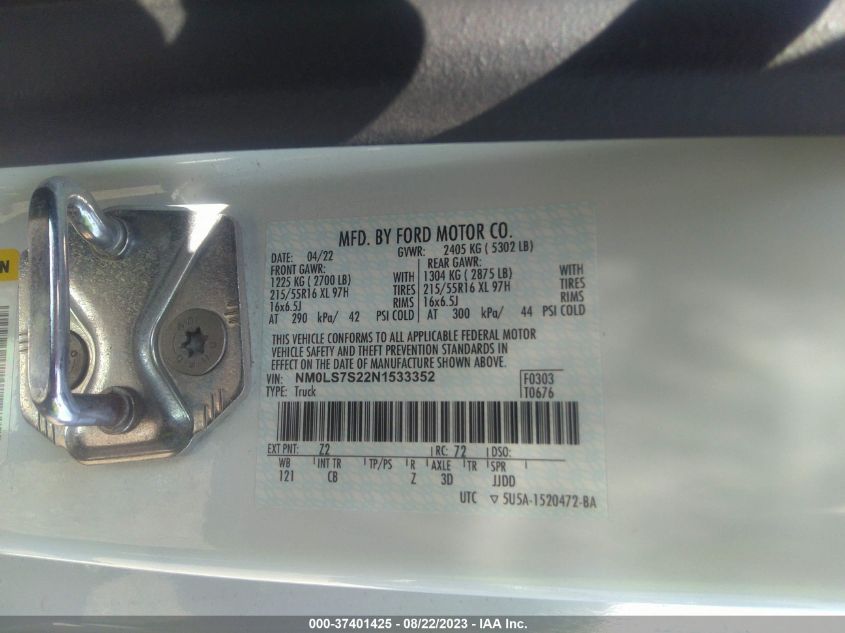 MFD. BY FORD MOTOR CO.
DATE: 04/22 GVWR: 2405 KG ( 5302 LB)
FRONT GAWR: REAR GAWR:
1225 KG ( 2700 LB) WITH 1304 KG ( 2875 LB) WITH
215/55R16 XL 97H TIRES 215/55R16 XL 97H TIRES
16x6.5J RIMS 16x6.5J RIMS
AT 290 kPa/ 42 PSI COLD AT 300 kPa/ 44 PSI COLD
THIS VEHICLE CONFORMS TO ALL APPLICABLE FEDERAL MOTOR
VEHICLE SAFETY AND THEFT PREVENTION STANDARDS IN
EFFECT ON THE DATE OF MANUFACTURE SHOWN ABOVE.
VIN: NM0LS7S22N1533352 F0303
TYPE: Truck T0676
EXT PNT: Z2 RC: 72 DSO:
WB INT TR TP/PS R AXLE TR SPR
121 CB Z 3D JJDD
UTC ▽ 5U5A-1520472-BA
000-37401425 - 08/22/2023 - IAA Inc.